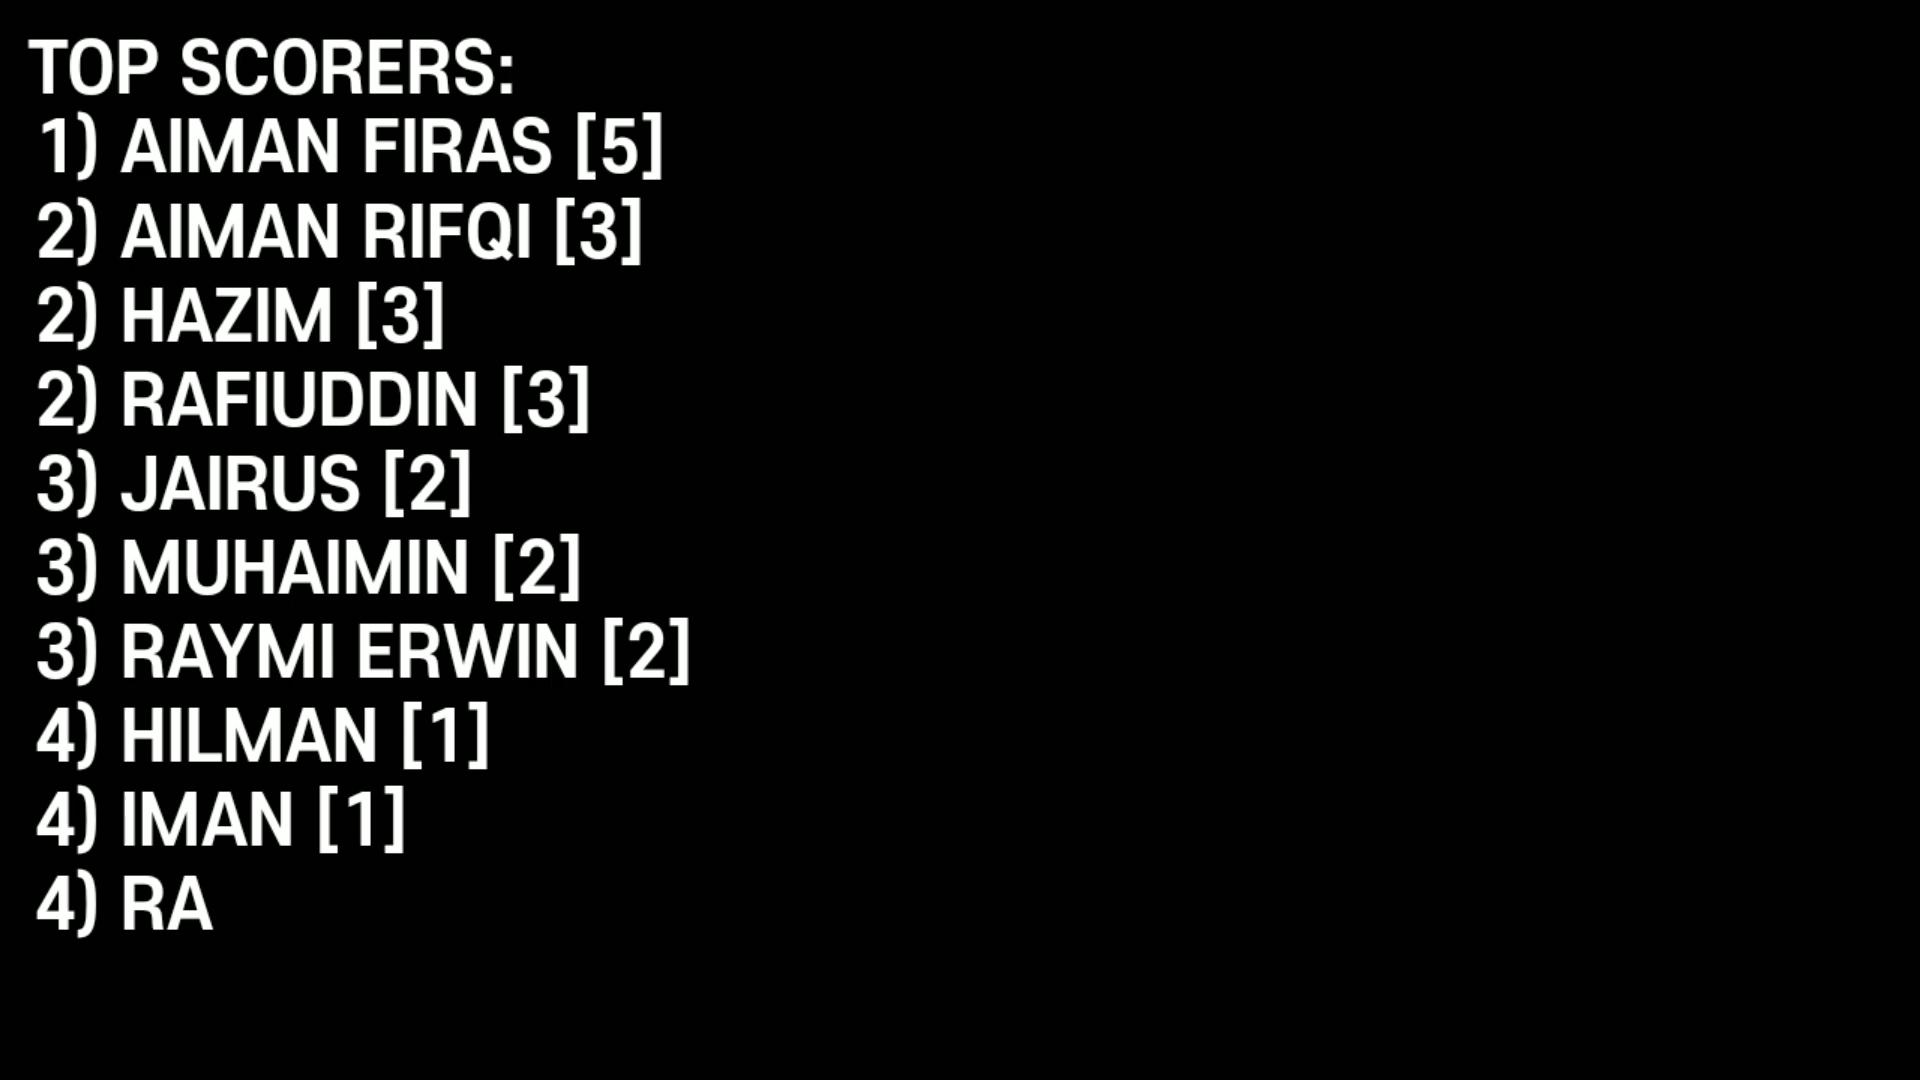 TOP SCORERS:
1) AIMAN FIRAS [5]
2) AIMAN RIFQI [3]
2) HAZIM [3]
2) RAFIUDDIN [3]
3) JAIRUS [2]
3) MUHAIMIN [2]
3) RAYMI ERWIN [2]
4) HILMAN [1]
4) IMAN [1]
4) RA